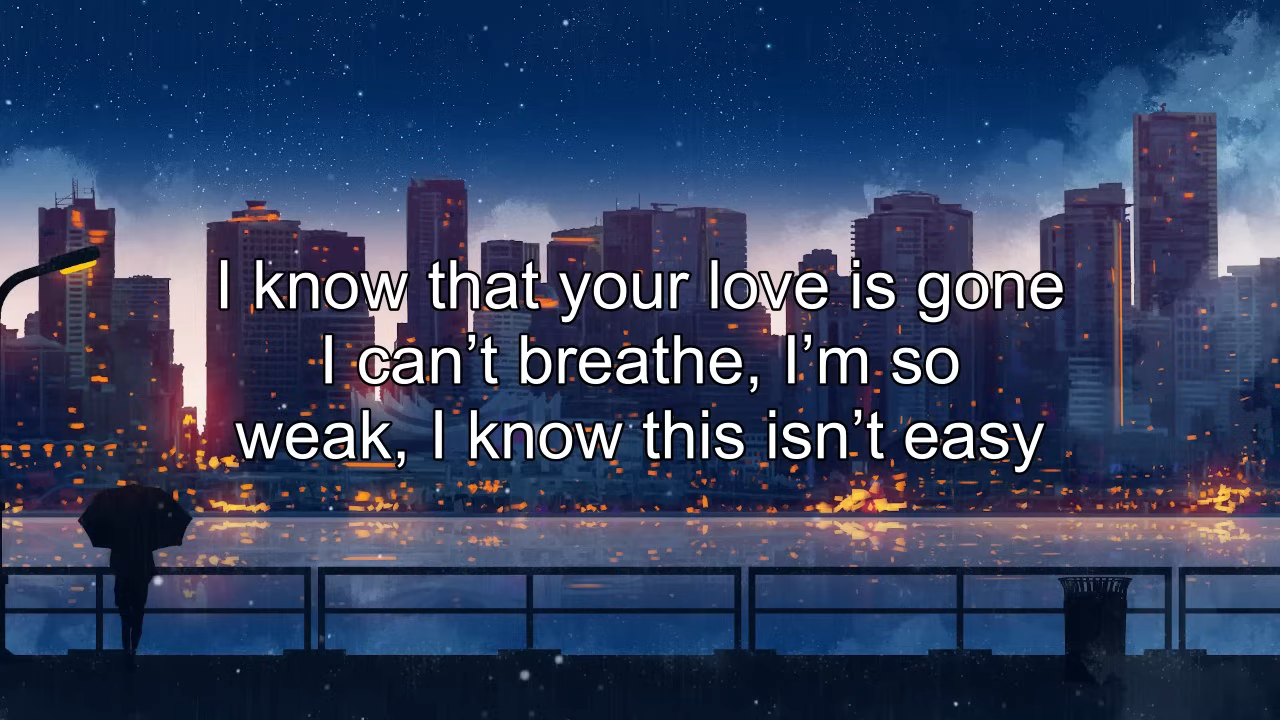 I know that your love is gone
I can’t breathe, I’m so
weak, I know this isn’t easy